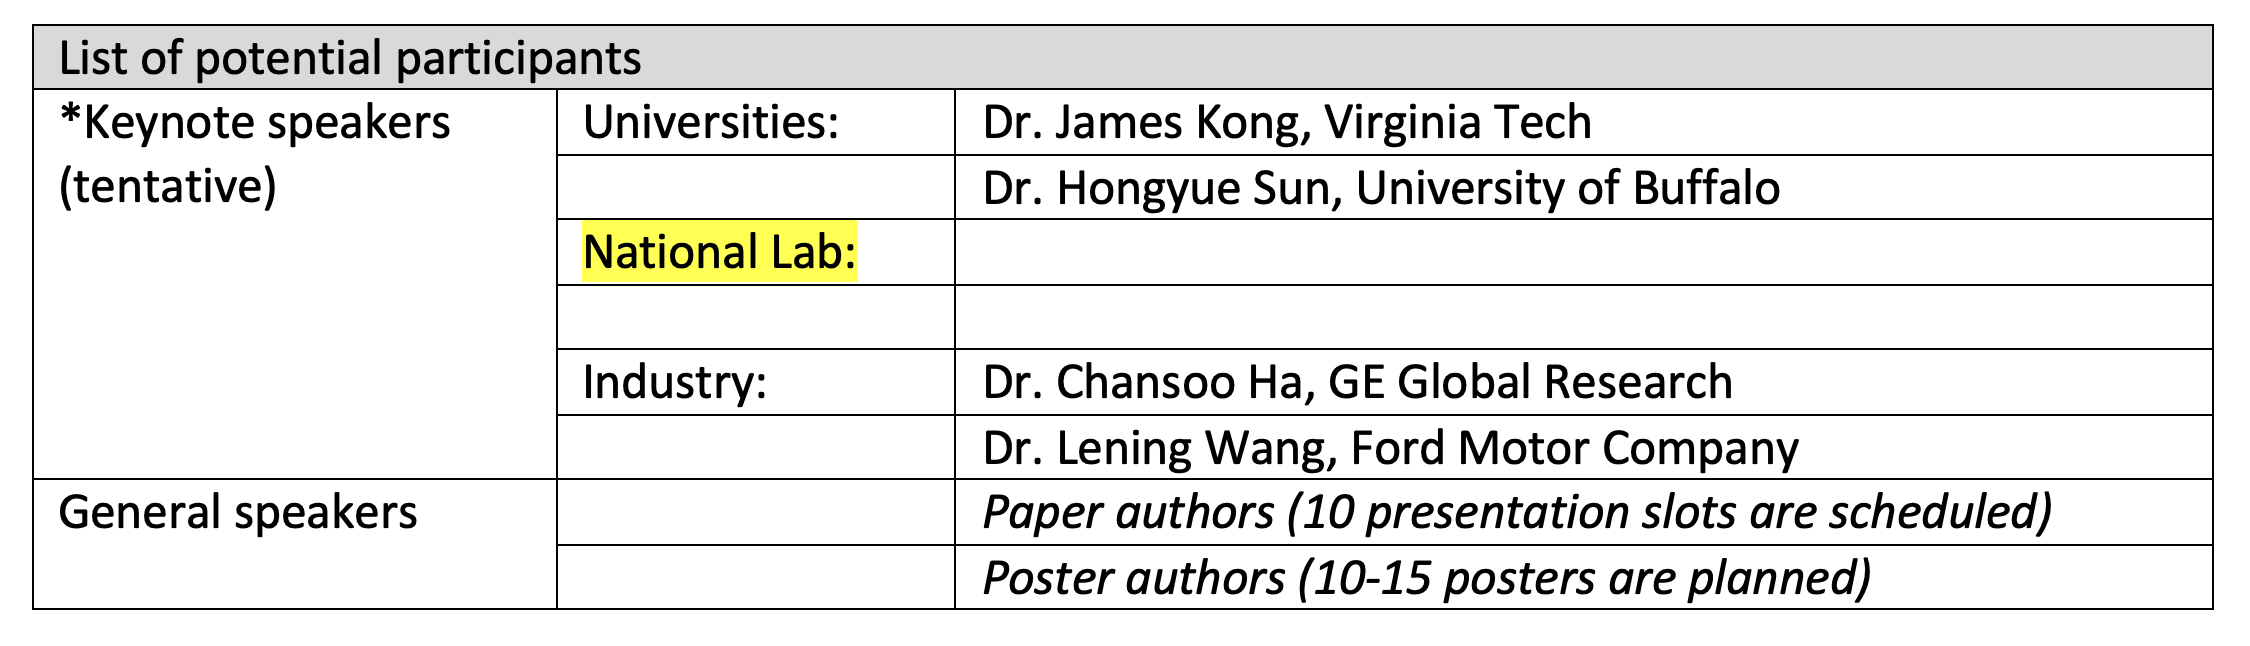 List of potential participants
*Keynote speakers
(tentative)
Universities:
Dr. James Kong, Virginia Tech
Dr. Hongyue Sun, University of Buffalo
National Lab:
Industry:
Dr. Chansoo Ha, GE Global Research
Dr. Lening Wang, Ford Motor Company
General speakers
Paper authors (10 presentation slots are scheduled)
Poster authors (10-15 posters are planned)